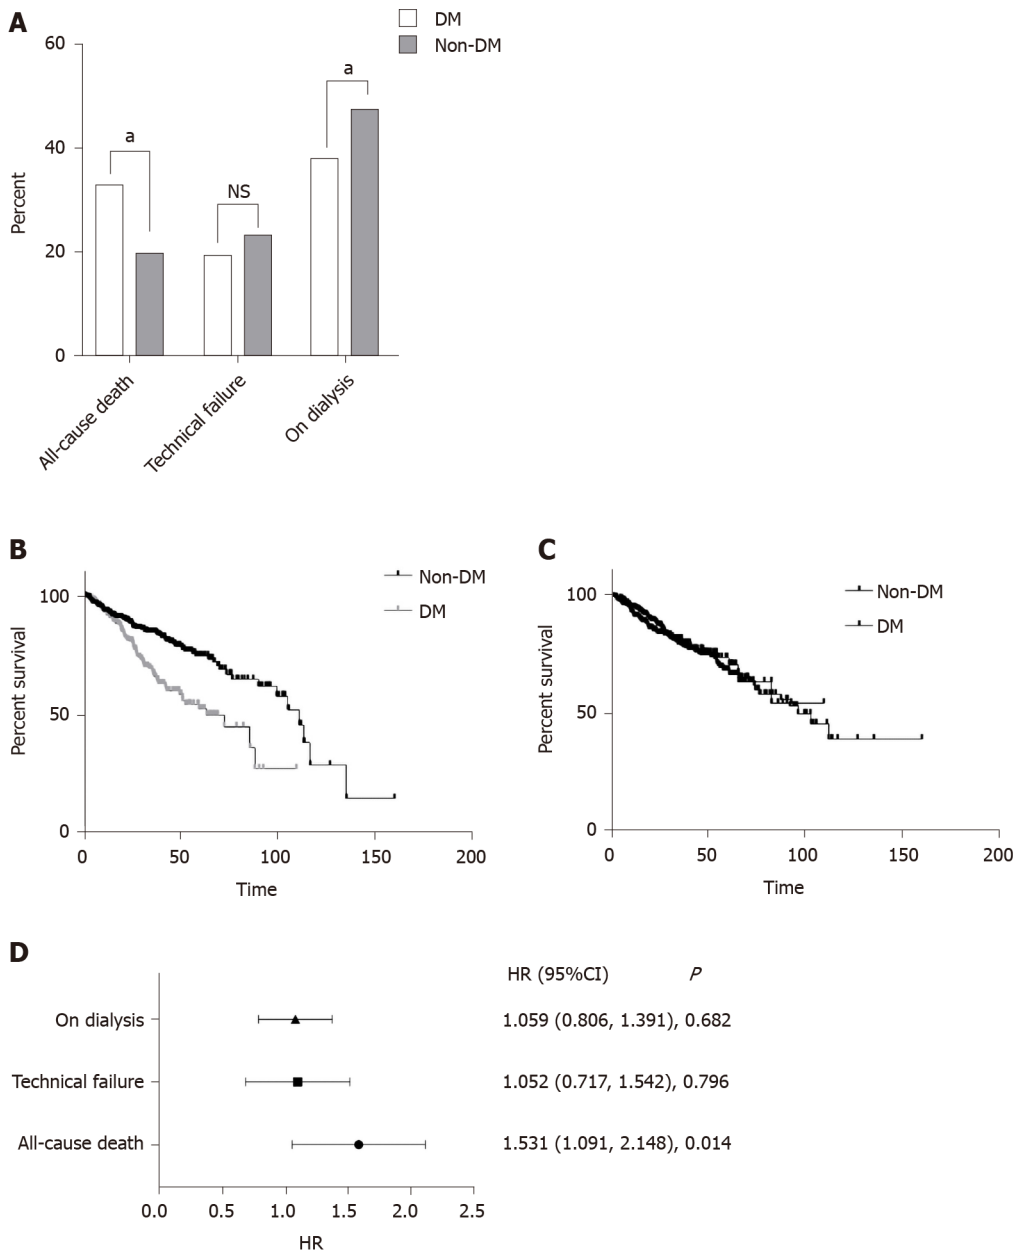 A
DM
Non-DM
Percent
60
40
20
0
a
NS
a
All-cause death
Technical failure
On dialysis
B
Percent survival
100
50
0
Non-DM
DM
0 50 100 150 200
Time
C
Percent survival
100
50
0
Non-DM
DM
0 50 100 150 200
Time
D
HR (95%CI) P
On dialysis 1.059 (0.806, 1.391), 0.682
Technical failure 1.052 (0.717, 1.542), 0.796
All-cause death 1.531 (1.091, 2.148), 0.014
0.0 0.5 1.0 1.5 2.0 2.5
HR